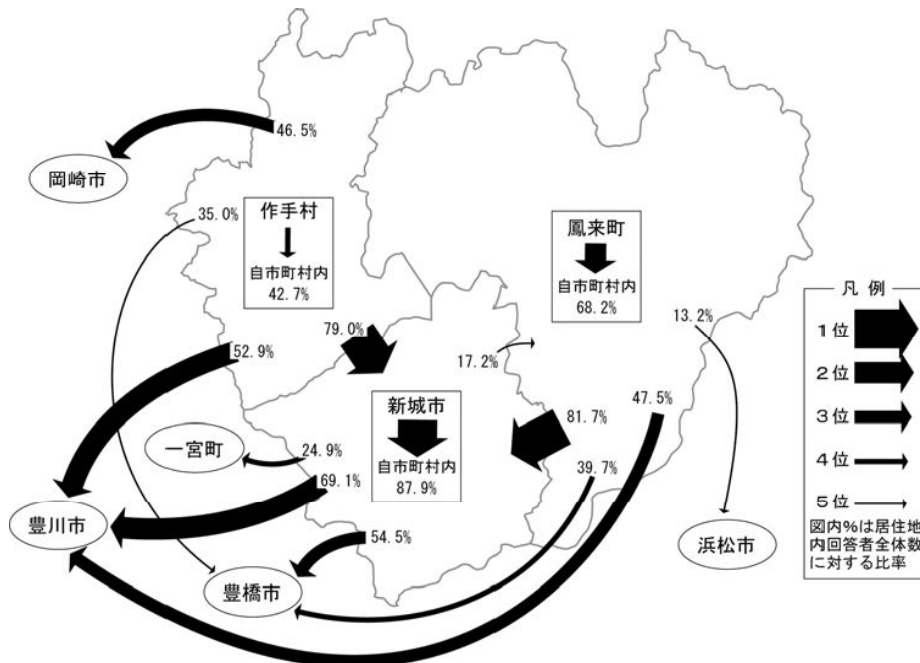 46.5%
岡崎市
35.0%
作手村
自市町村内
42.7%
鳳来町
自市町村内
68.2%
13.2%
79.0%
52.9%
17.2%
新城市
自市町村内
87.9%
81.7%
47.5%
39.7%
一宮町
24.9%
69.1%
豊川市
54.5%
豊橋市
浜松市
凡 例
1位
2位
3位
4位
5位
図内%は居住地
内回答者全体数
に対する比率